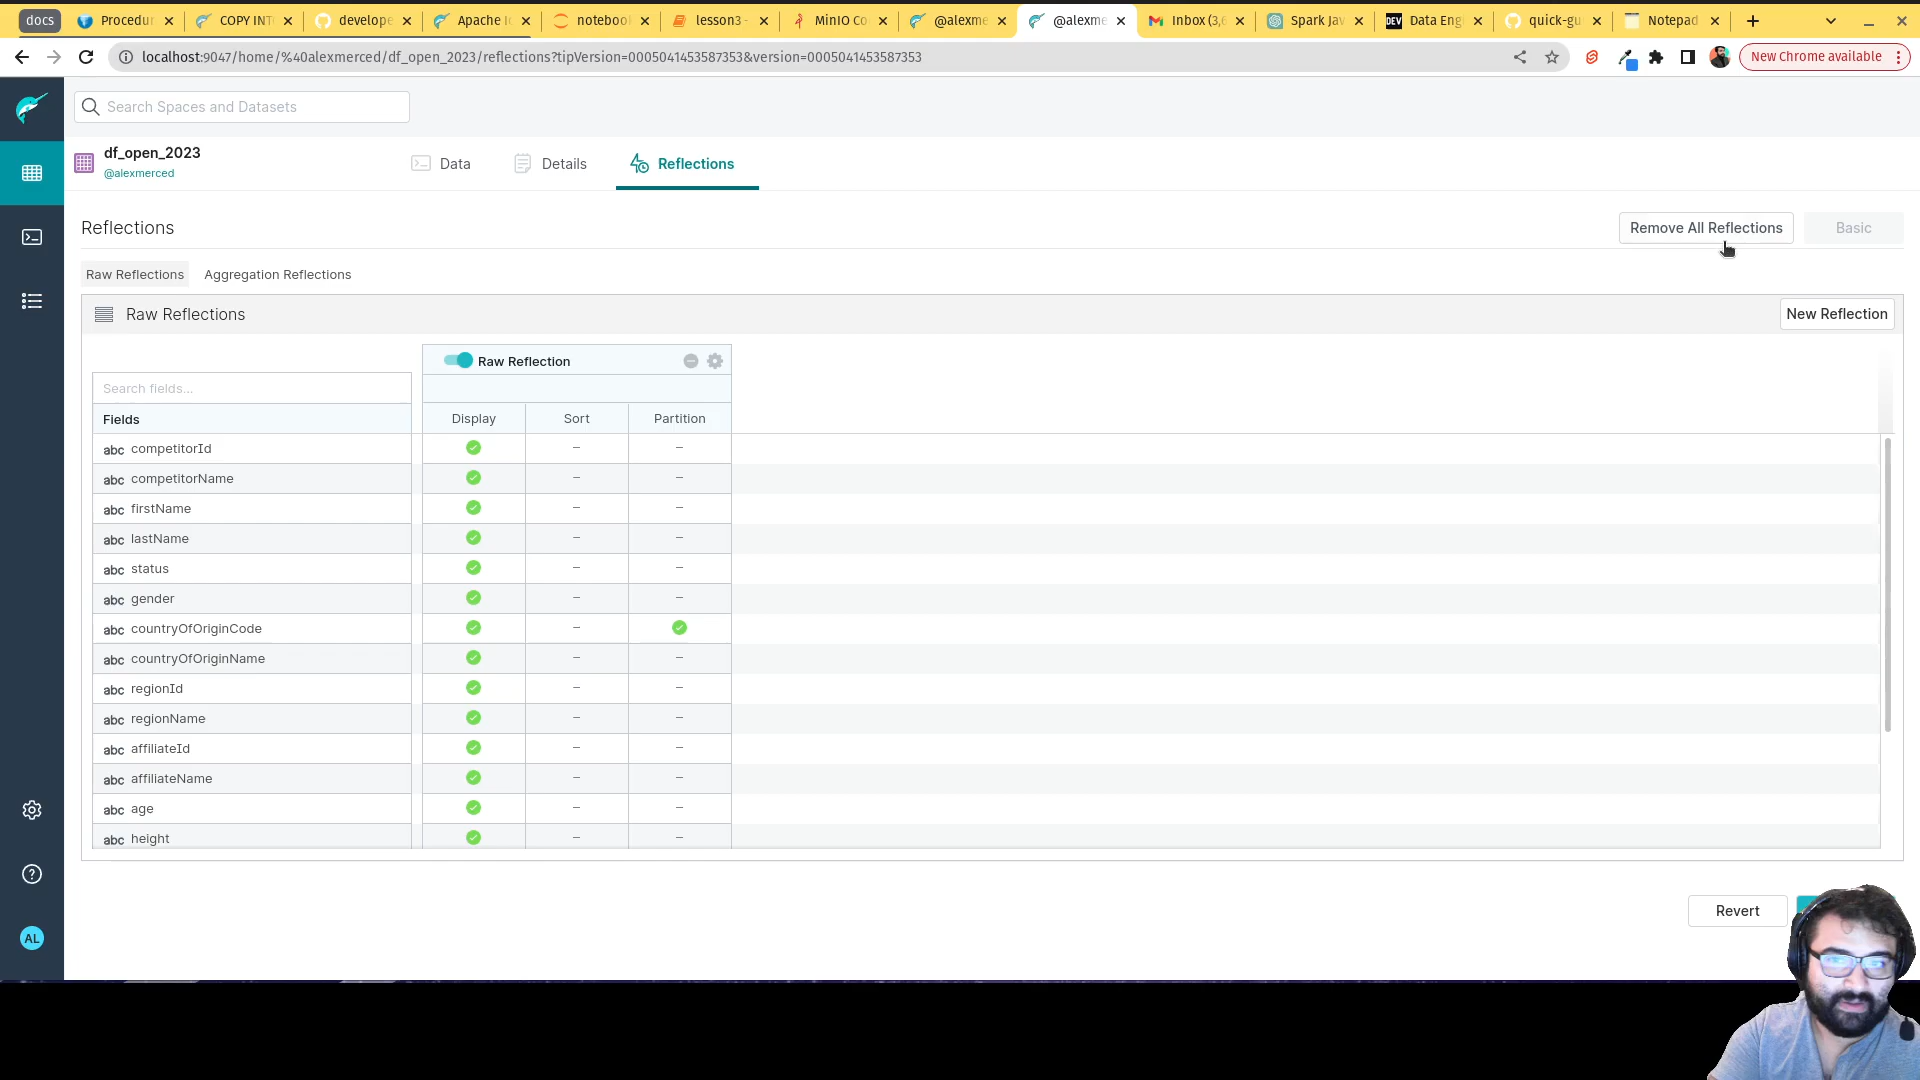 docs
Procedur
COPY INT
develope
Apache I
noteboo
lesson3 -
MinIO Co
@alexme
@alexme
Inbox (3,6
Spark Jav
DEV
Data Eng
quick-gu
Notepad
localhost:9047/home/%40alexmerced/df_open_2023/reflections?tipVersion=0005041453587353&version=0005041453587353
New Chrome available
Search Spaces and Datasets
df_open_2023
@alexmerced
Data
Details
Reflections
Reflections
Remove All Reflections
Basic
Raw Reflections
Aggregation Reflections
Raw Reflections
New Reflection
Raw Reflection
Search fields...
Fields
Display
Sort
Partition
abc competitorId
abc competitorName
abc firstName
abc lastName
abc status
abc gender
abc countryOfOriginCode
abc countryOfOriginName
abc regionId
abc regionName
abc affiliateId
abc affiliateName
abc age
abc height
Revert
AL